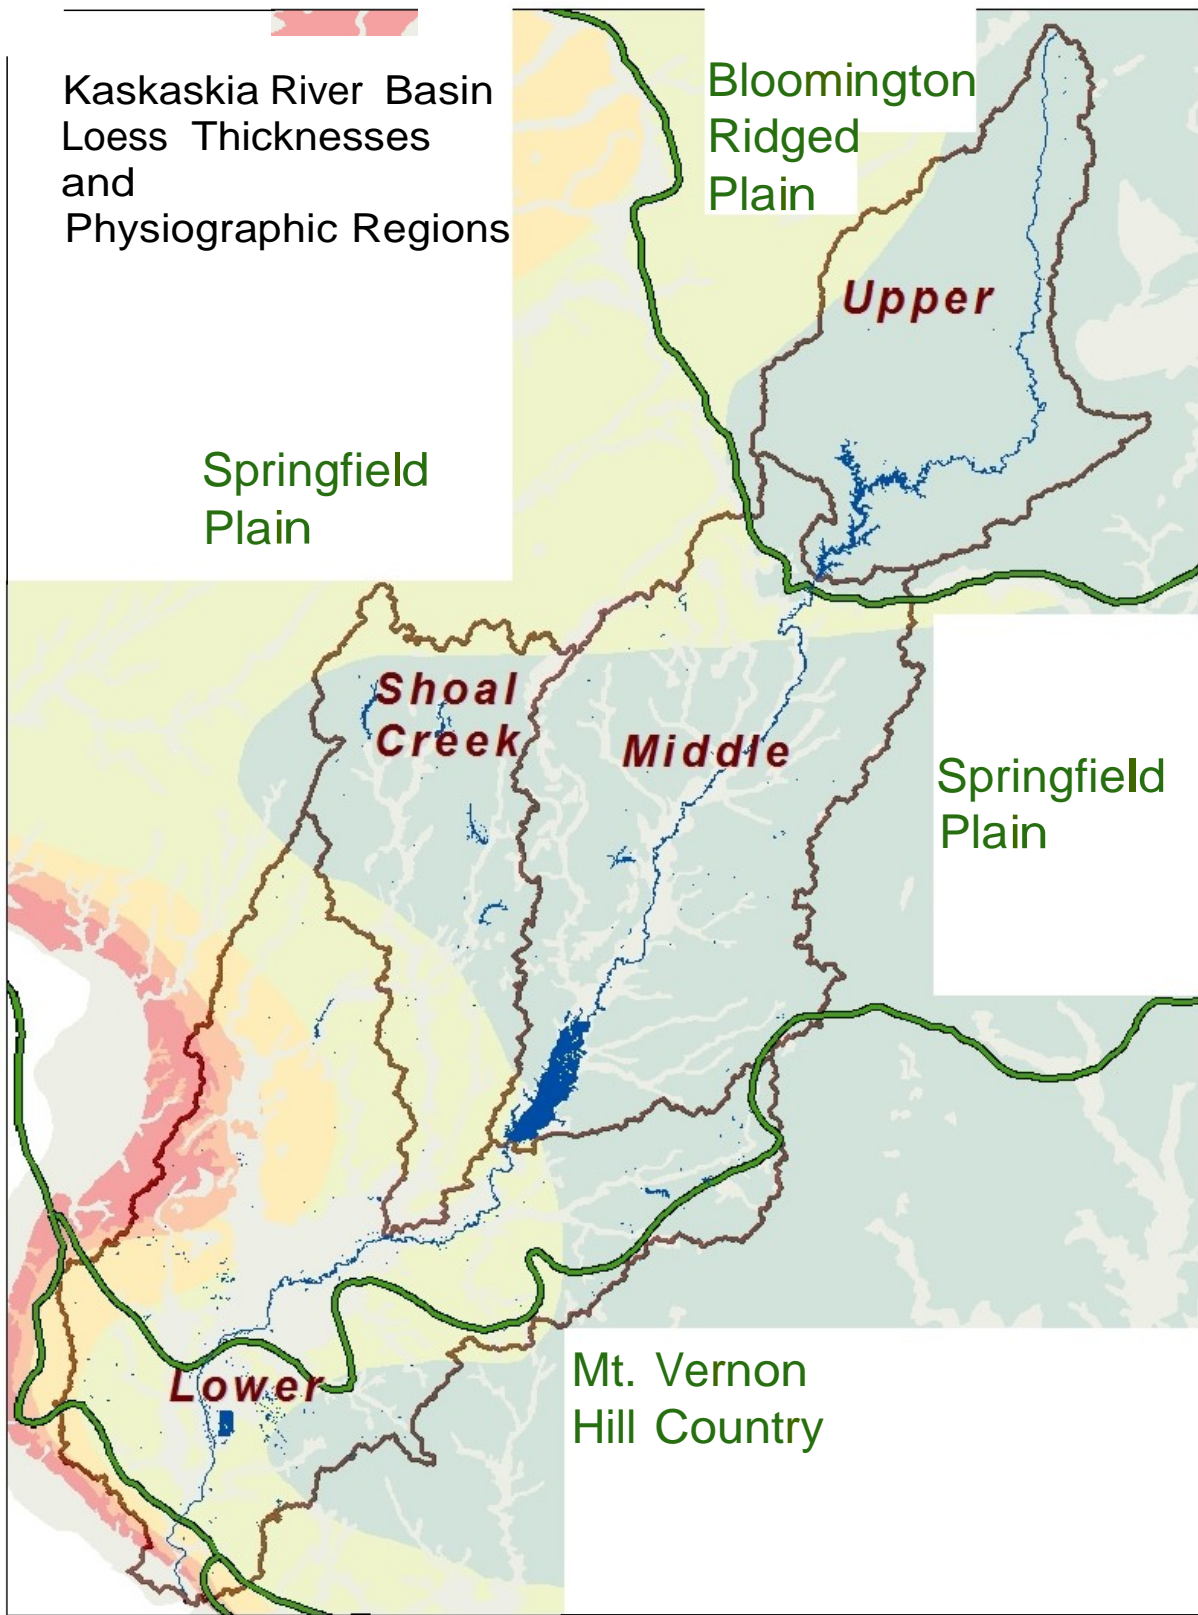 Kaskaskia River Basin
Loess Thicknesses
and
Physiographic Regions
Bloomington
Ridged
Plain
Upper
Springfield
Plain
Shoal
Creek
Middle
Springfield
Plain
Lower
Mt. Vernon
Hill Country